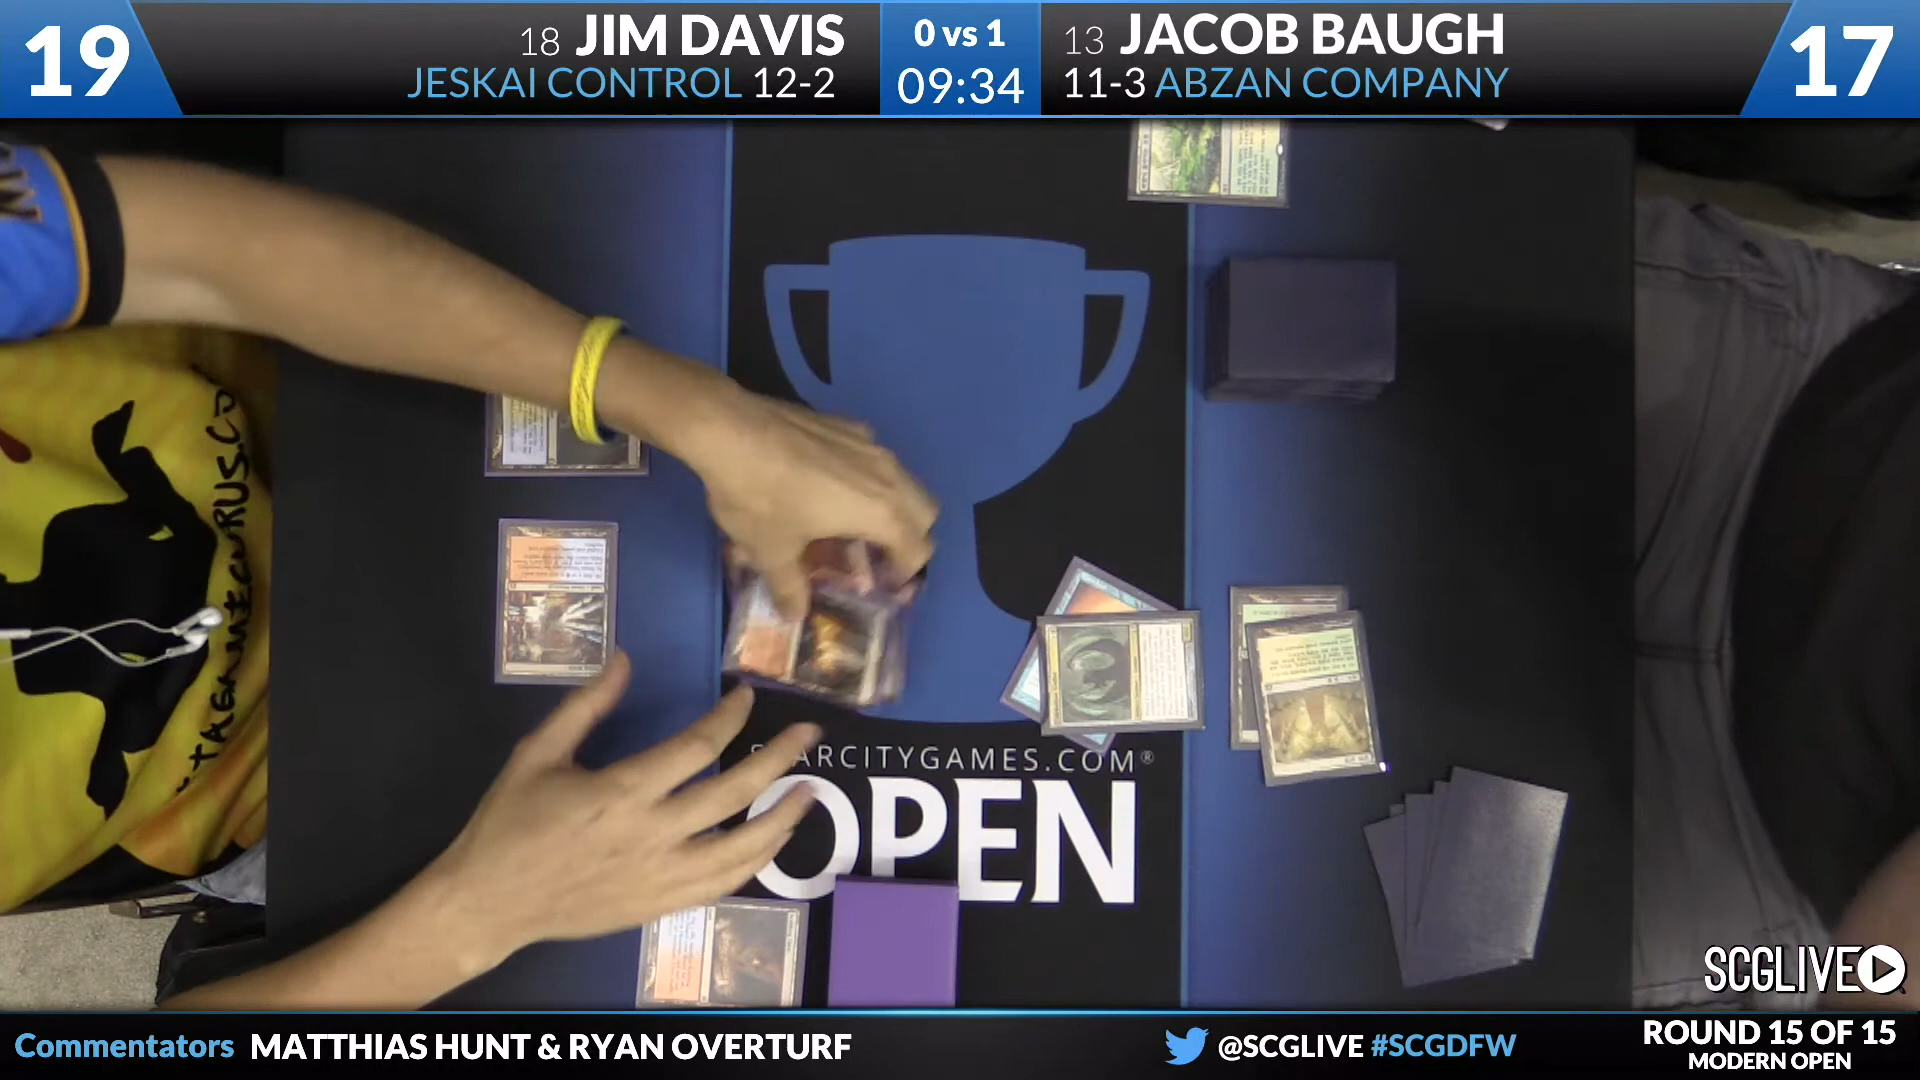 19
18 JIM DAVIS
JESKAI CONTROL 12-2
0 vs 1
09:34
13 JACOB BAUGH
11-3 ABZAN COMPANY
17
STARCITYGAMES.COM®
OPEN
SCGLIVE
Commentators MATTHIAS HUNT & RYAN OVERTURF
@SCGLIVE #SCGDFW
ROUND 15 OF 15
MODERN OPEN